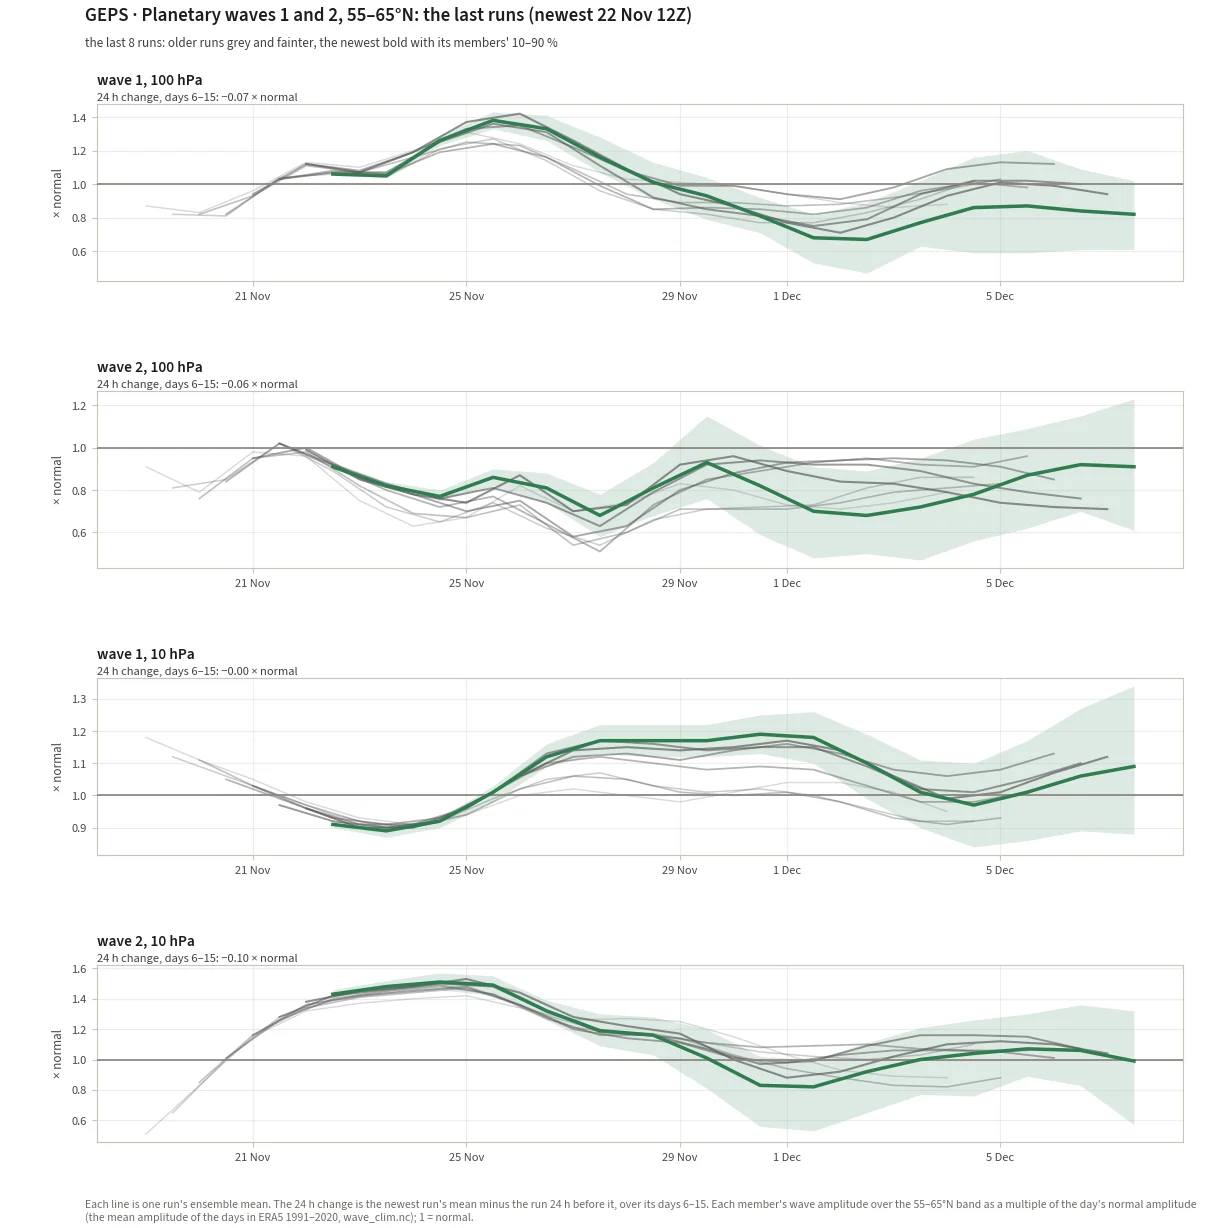 GEPS · Planetary waves 1 and 2, 55–65°N: the last runs (newest 22 Nov 12Z)
the last 8 runs: older runs grey and fainter, the newest bold with its members' 10–90 %
wave 1, 100 hPa
24 h change, days 6–15: −0.07 × normal
1.4
1.2
1.0
0.8
0.6
× normal
21 Nov
25 Nov
29 Nov
1 Dec
5 Dec
wave 2, 100 hPa
24 h change, days 6–15: −0.06 × normal
1.2
1.0
0.8
0.6
× normal
21 Nov
25 Nov
29 Nov
1 Dec
5 Dec
wave 1, 10 hPa
24 h change, days 6–15: −0.00 × normal
1.3
1.2
1.1
1.0
0.9
× normal
21 Nov
25 Nov
29 Nov
1 Dec
5 Dec
wave 2, 10 hPa
24 h change, days 6–15: −0.10 × normal
1.6
1.4
1.2
1.0
0.8
0.6
× normal
21 Nov
25 Nov
29 Nov
1 Dec
5 Dec
Each line is one run's ensemble mean. The 24 h change is the newest run's mean minus the run 24 h before it, over its days 6–15. Each member's wave amplitude over the 55–65°N band as a multiple of the day's normal amplitude
(the mean amplitude of the days in ERA5 1991–2020, wave_clim.nc); 1 = normal.